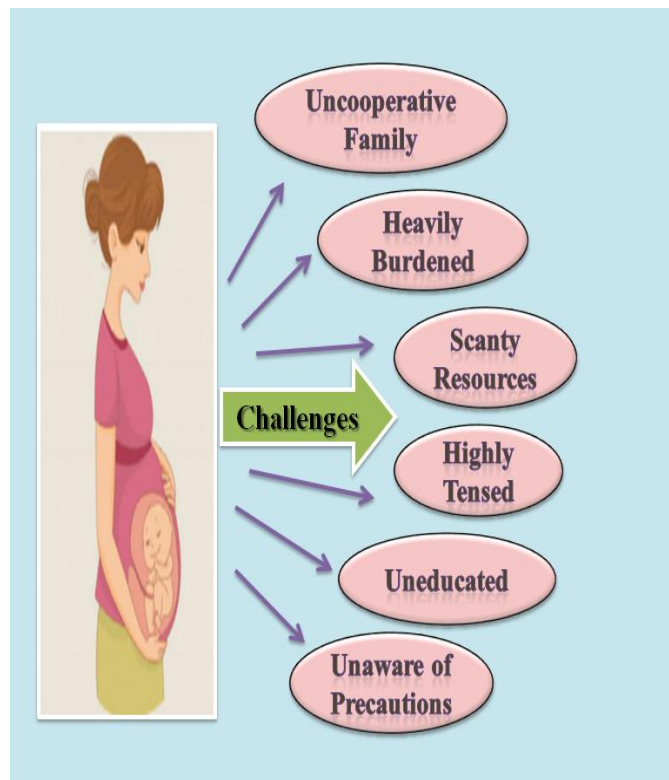 Uncooperative
Family
Heavily
Burdened
Scanty
Resources
Challenges
Highly
Tensed
Uneducated
Unaware of
Precautions